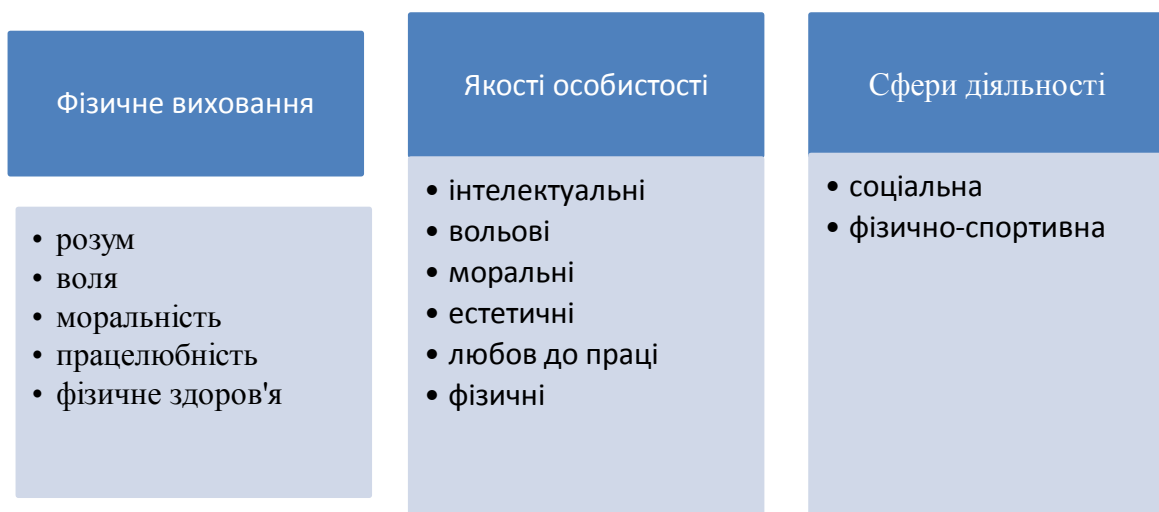 Фізичне виховання
• розум
• воля
• моральність
• працелюбність
• фізичне здоров'я
Якості особистості
• інтелектуальні
• вольові
• моральні
• естетичні
• любов до праці
• фізичні
Сфери діяльності
• соціальна
• фізично-спортивна